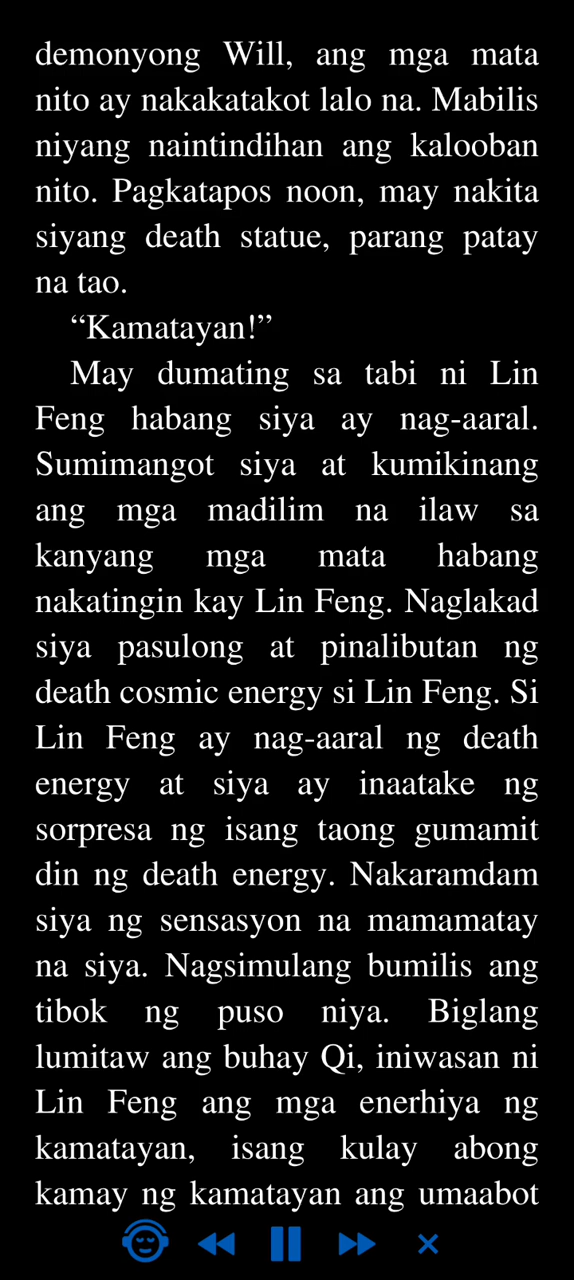 demonyong Will, ang mga mata
nito ay nakakatakot lalo na. Mabilis
niyang naintindihan ang kalooban
nito. Pagkatapos noon, may nakita
siyang death statue, parang patay
na tao.
“Kamatayan!”
May dumating sa tabi ni Lin
Feng habang siya ay nag-aaral.
Sumimangot siya at kumikinang
ang mga madilim na ilaw sa
kanyang mga mata habang
nakatingin kay Lin Feng. Naglakad
siya pasulong at pinalibutan ng
death cosmic energy si Lin Feng. Si
Lin Feng ay nag-aaral ng death
energy at siya ay inaatake ng
sorpresa ng isang taong gumamit
din ng death energy. Nakaramdam
siya ng sensasyon na mamamatay
na siya. Nagsimulang bumilis ang
tibok ng puso niya. Biglang
lumitaw ang buhay Qi, iniwasan ni
Lin Feng ang mga enerhiya ng
kamatayan, isang kulay abong
kamay ng kamatayan ang umaabot